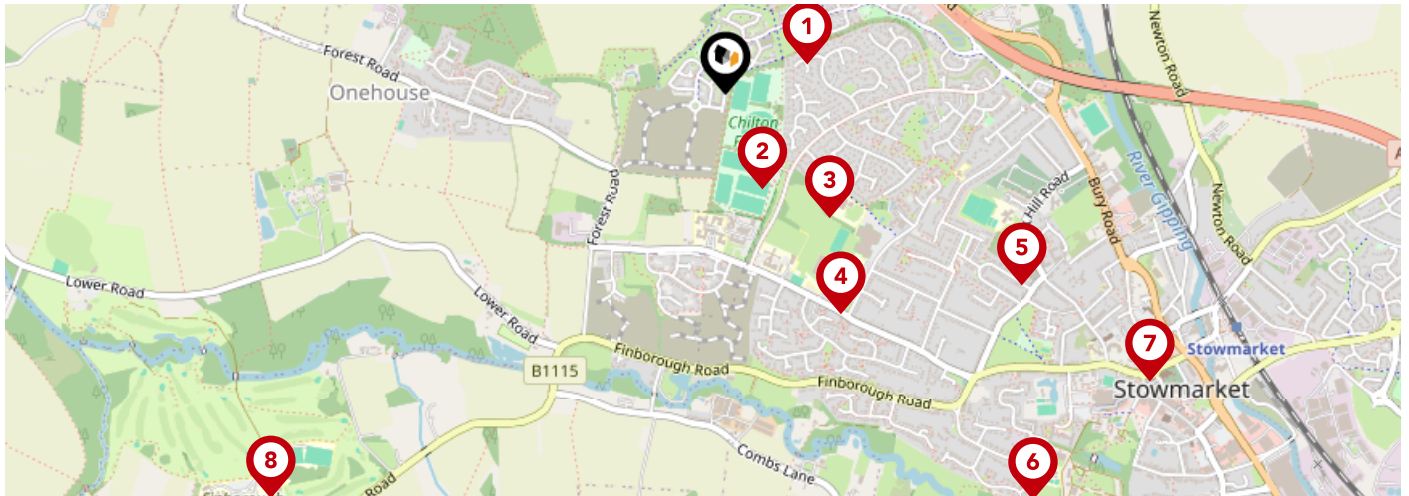 1
Forest Road
Onehouse
Newton Road
Chilton
2
3
River Gipping
Bury Road
Hill Road
Newton Road
A
Forest Road
5
4
Lower Road
Lower Road
7
Stowmarket
Finborough Road
B1115
Finborough Road
Stowmarket
8
6
Combs Lane
Road